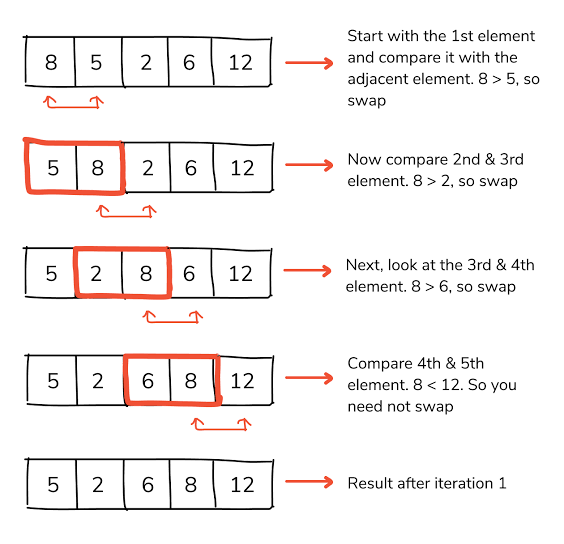 8 5 2 6 12
Start with the 1st element
and compare it with the
adjacent element. 8 > 5, so
swap
5 8 2 6 12
Now compare 2nd & 3rd
element. 8 > 2, so swap
5 2 8 6 12
Next, look at the 3rd & 4th
element. 8 > 6, so swap
5 2 6 8 12
Compare 4th & 5th
element. 8 < 12. So you
need not swap
5 2 6 8 12
Result after iteration 1